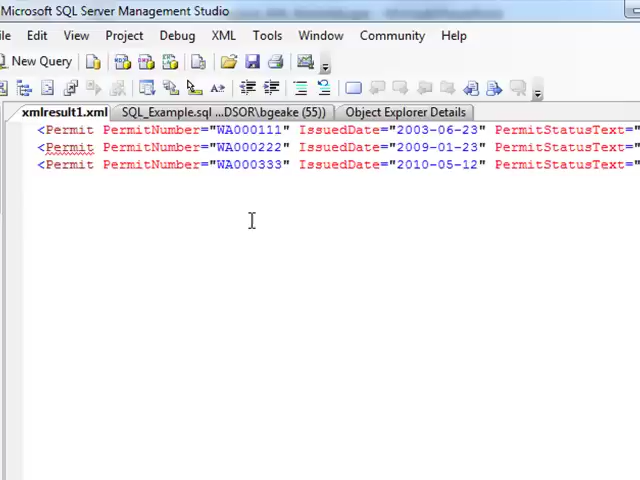 Microsoft SQL Server Management Studio
Edit View Project Debug XML Tools Window Community Help
New Query
xmlresult1.xml SQL_Example.sql ...DSOR\bgeake (55)) Object Explorer Details
<Permit PermitNumber="WA000111" IssuedDate="2003-06-23" PermitStatusText="
<Permit PermitNumber="WA000222" IssuedDate="2009-01-23" PermitStatusText="
<Permit PermitNumber="WA000333" IssuedDate="2010-05-12" PermitStatusText="